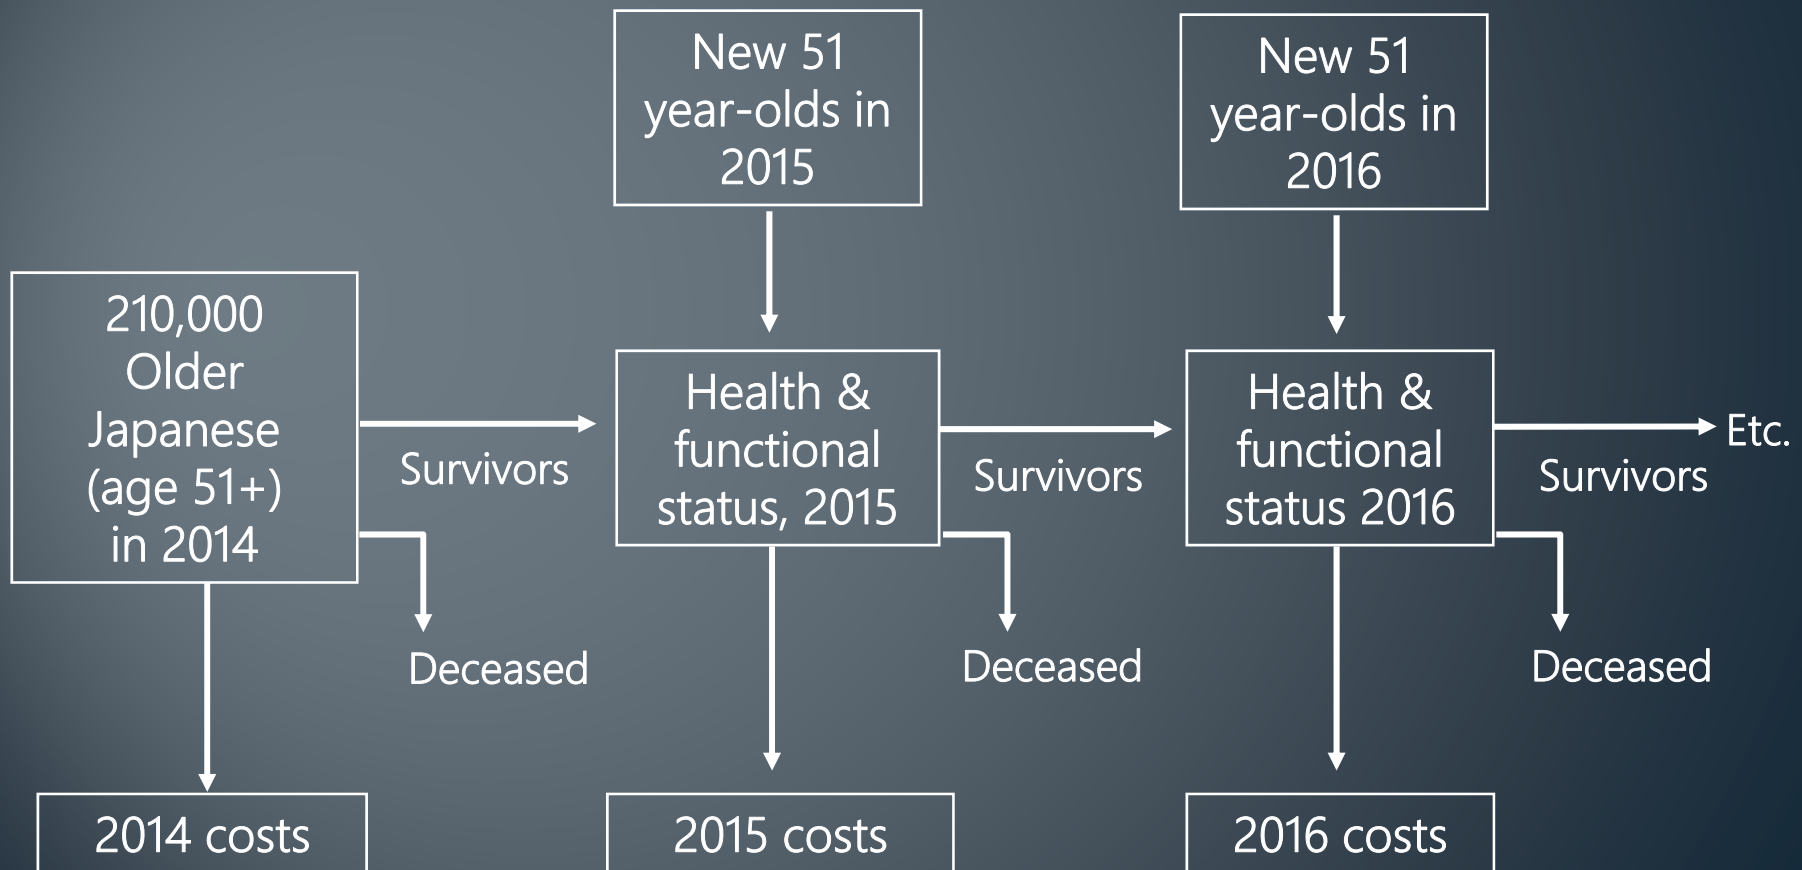 New 51
year-olds in
2015
New 51
year-olds in
2016
210,000
Older
Japanese
(age 51+)
in 2014
Survivors
Health &
functional
status, 2015
Survivors
Health &
functional
status 2016
Survivors
Etc.
Deceased
Deceased
Deceased
2014 costs
2015 costs
2016 costs